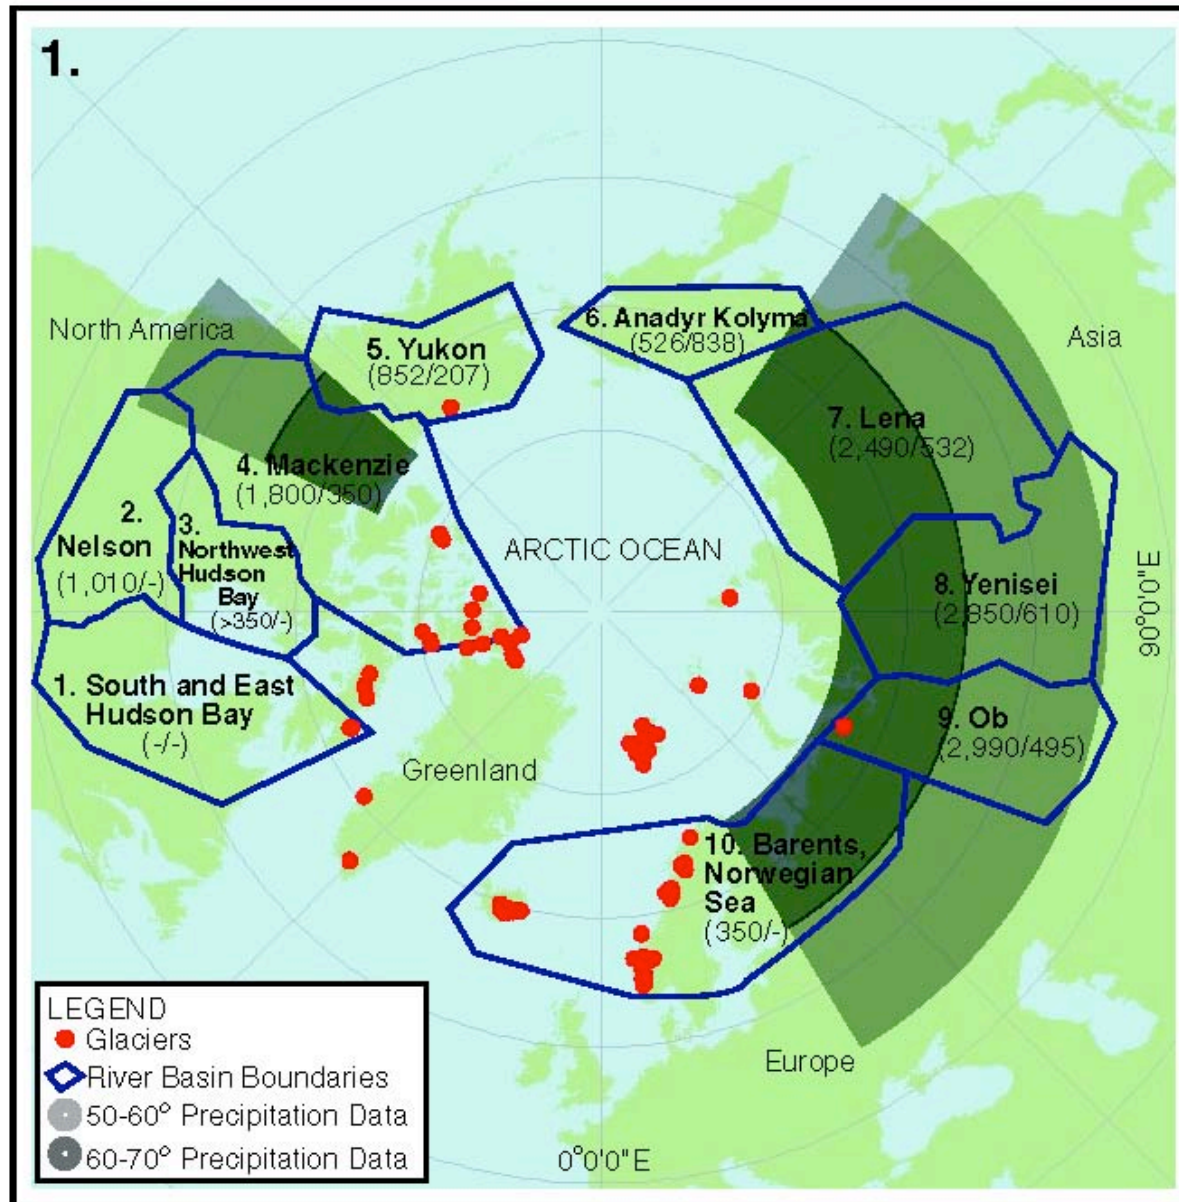 1.
North America
5. Yukon
(852/207)
6. Anadyr Kolyma
(526/838)
Asia
7. Lena
(2,490/532)
4. Mackenzie
(1,800/350)
2.
Nelson
(1,010/-)
3.
Northwest
Hudson
Bay
(>350/-)
ARCTIC OCEAN
8. Yenisei
(2,850/610)
90°0'0"E
1. South and East
Hudson Bay
(-/-)
9. Ob
(2,990/495)
Greenland
10. Barents,
Norwegian
Sea
(350/-)
Europe
0°0'0"E
LEGEND
Glaciers
River Basin Boundaries
50-60° Precipitation Data
60-70° Precipitation Data